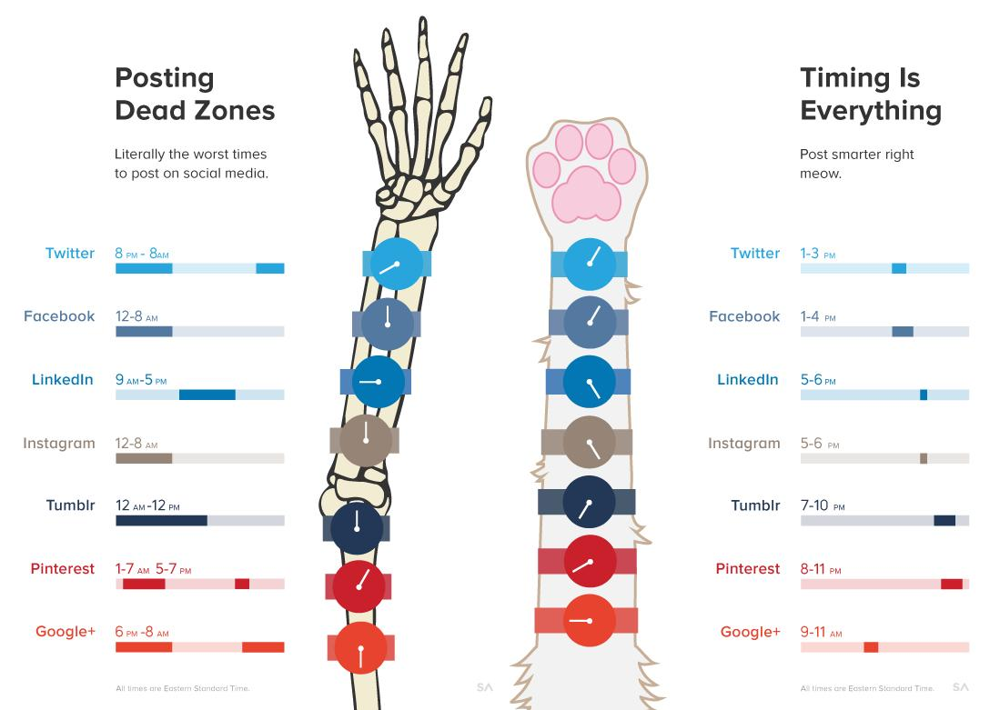 Posting
Dead Zones
Literally the worst times
to post on social media.
Twitter 8 PM - 8AM
Facebook 12-8 AM
LinkedIn 9 AM-5 PM
Instagram 12-8 AM
Tumblr 12 AM-12 PM
Pinterest 1-7 AM 5-7 PM
Google+ 6 PM -8 AM
All times are Eastern Standard Time.
SA
Timing Is
Everything
Post smarter right
meow.
Twitter 1-3 PM
Facebook 1-4 PM
LinkedIn 5-6 PM
Instagram 5-6 PM
Tumblr 7-10 PM
Pinterest 8-11 PM
Google+ 9-11 AM
All times are Eastern Standard Time.
SA